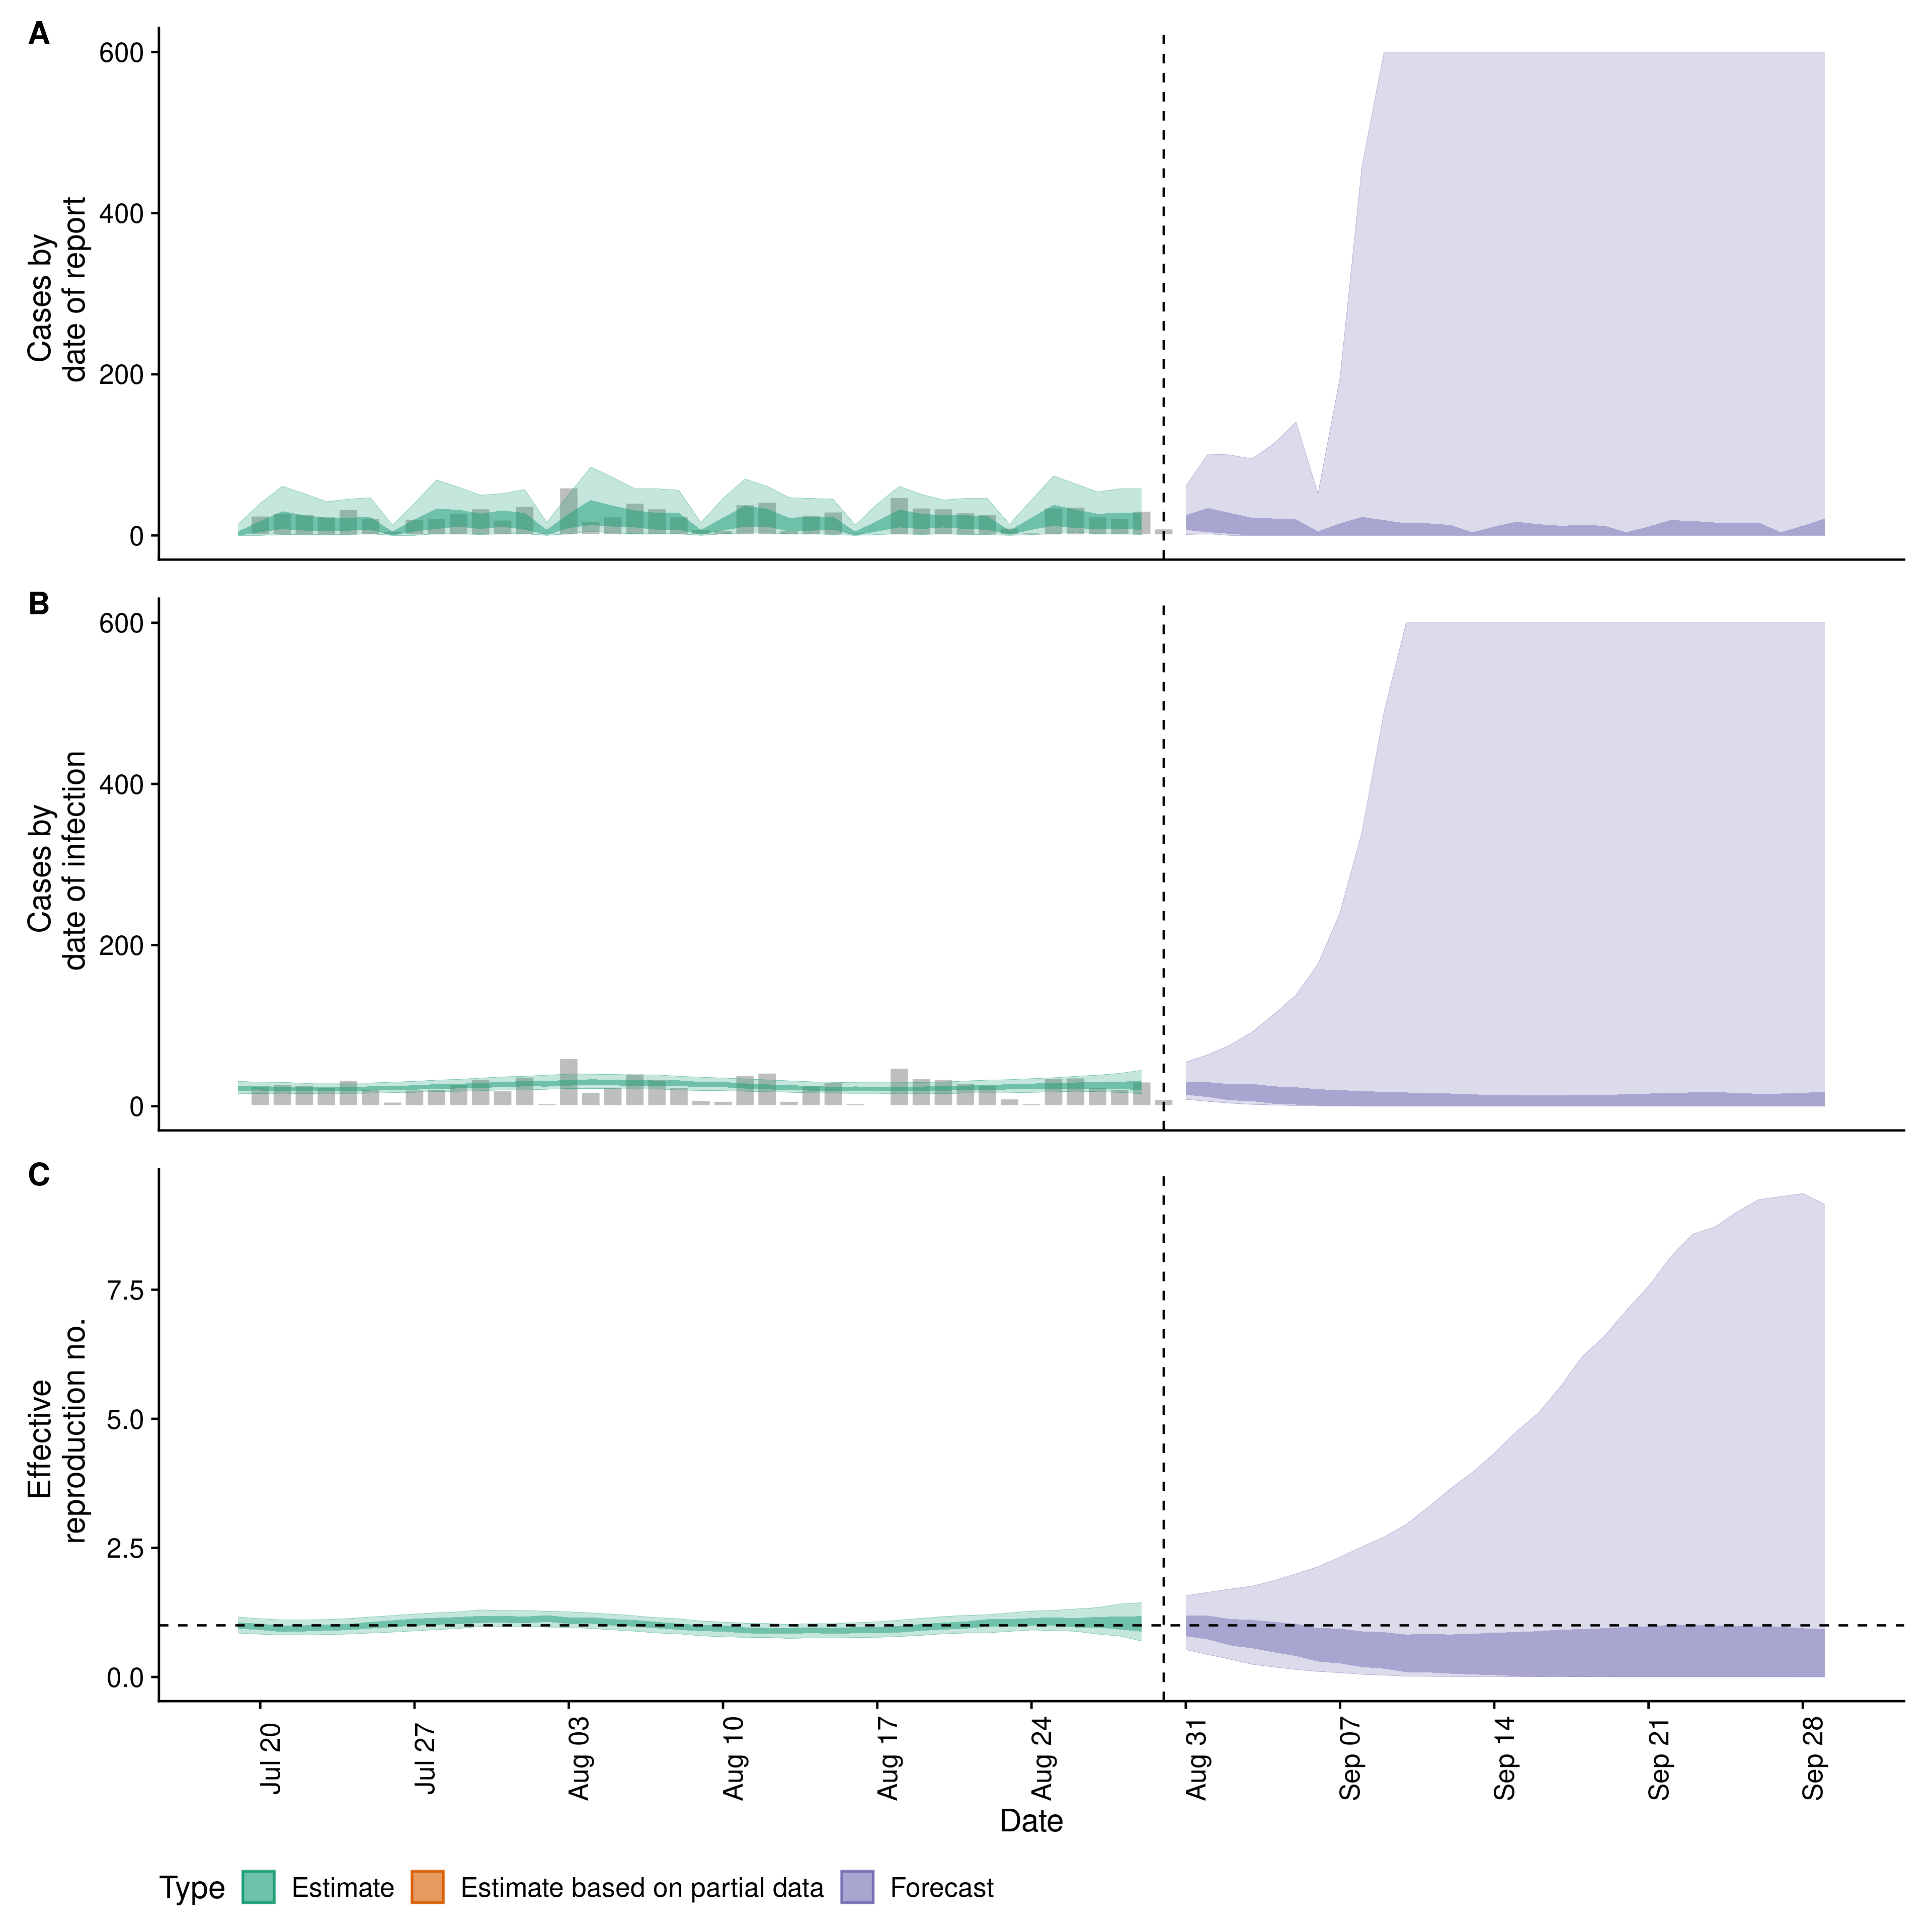 A
600
400
200
0
Cases by
date of report
B
600
400
200
0
Cases by
date of infection
C
7.5
5.0
2.5
0.0
Effective
reproduction no.
Jul 20
Jul 27
Aug 03
Aug 10
Aug 17
Aug 24
Aug 31
Sep 07
Sep 14
Sep 21
Sep 28
Date
Type Estimate Estimate based on partial data Forecast